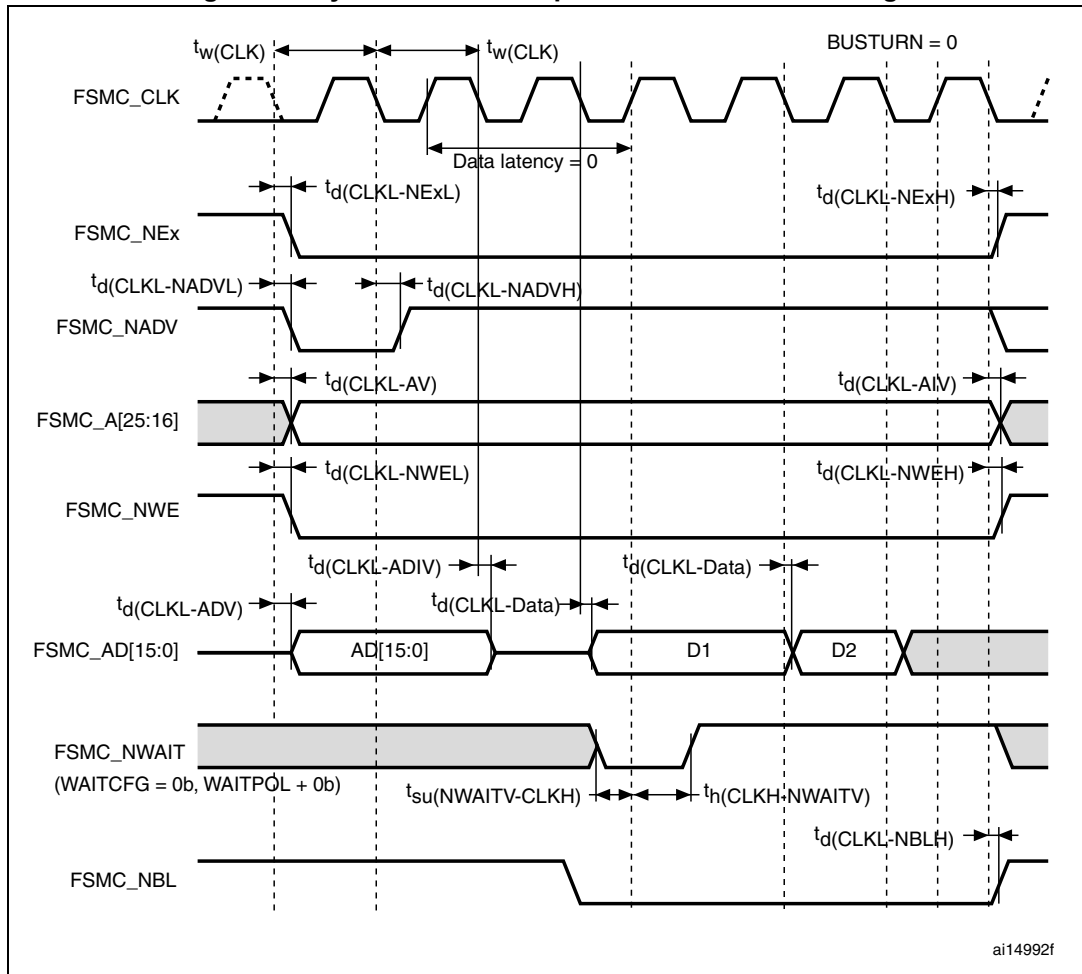 tw(CLK)
tw(CLK)
BUSTURN = 0
FSMC_CLK
Data latency = 0
td(CLKL-NExL)
td(CLKL-NExH)
FSMC_NEx
td(CLKL-NADVL)
td(CLKL-NADVH)
FSMC_NADV
td(CLKL-AV)
td(CLKL-AIV)
FSMC_A[25:16]
td(CLKL-NWEL)
td(CLKL-NWEH)
FSMC_NWE
td(CLKL-ADIV)
td(CLKL-Data)
td(CLKL-ADV)
td(CLKL-Data)
FSMC_AD[15:0]
AD[15:0]
D1
D2
FSMC_NWAIT
(WAITCFG = 0b, WAITPOL + 0b)
tsu(NWAITV-CLKH)
th(CLKH-NWAITV)
td(CLKL-NBLH)
FSMC_NBL
ai14992f